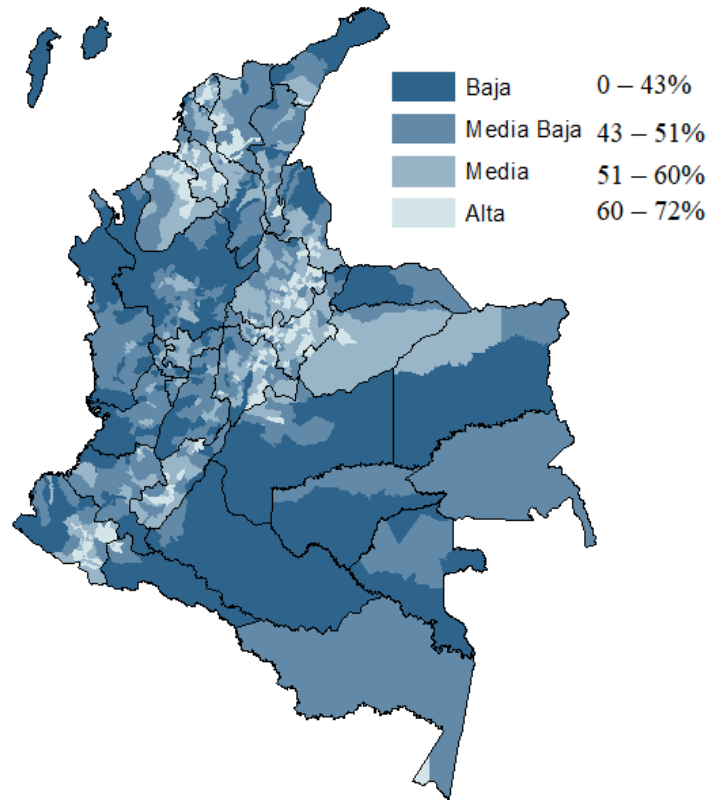 Baja 0 – 43%
Media Baja 43 – 51%
Media 51 – 60%
Alta 60 – 72%